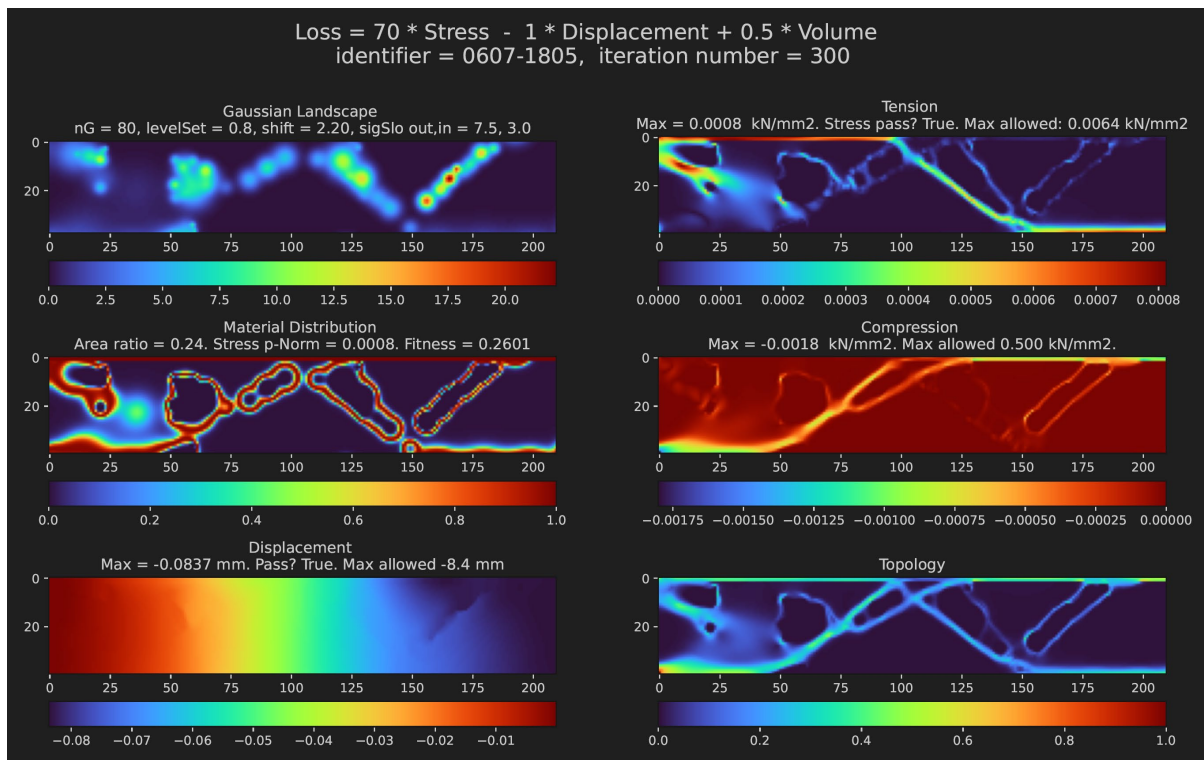 Loss = 70 * Stress - 1 * Displacement + 0.5 * Volume
identifier = 0607-1805, iteration number = 300
Gaussian Landscape
nG = 80, levelSet = 0.8, shift = 2.20, sigSlo out,in = 7.5, 3.0
0
20
0 25 50 75 100 125 150 175 200
0.0 2.5 5.0 7.5 10.0 12.5 15.0 17.5 20.0
Tension
Max = 0.0008 kN/mm2. Stress pass? True. Max allowed: 0.0064 kN/mm2
0
20
0 25 50 75 100 125 150 175 200
0.0000 0.0001 0.0002 0.0003 0.0004 0.0005 0.0006 0.0007 0.0008
Material Distribution
Area ratio = 0.24. Stress p-Norm = 0.0008. Fitness = 0.2601
0
20
0 25 50 75 100 125 150 175 200
0.0 0.2 0.4 0.6 0.8 1.0
Compression
Max = -0.0018 kN/mm2. Max allowed 0.500 kN/mm2.
0
20
0 25 50 75 100 125 150 175 200
−0.00175 −0.00150 −0.00125 −0.00100 −0.00075 −0.00050 −0.00025 0.00000
Displacement
Max = -0.0837 mm. Pass? True. Max allowed -8.4 mm
0
20
0 25 50 75 100 125 150 175 200
−0.08 −0.07 −0.06 −0.05 −0.04 −0.03 −0.02 −0.01
Topology
0
20
0 25 50 75 100 125 150 175 200
0.0 0.2 0.4 0.6 0.8 1.0